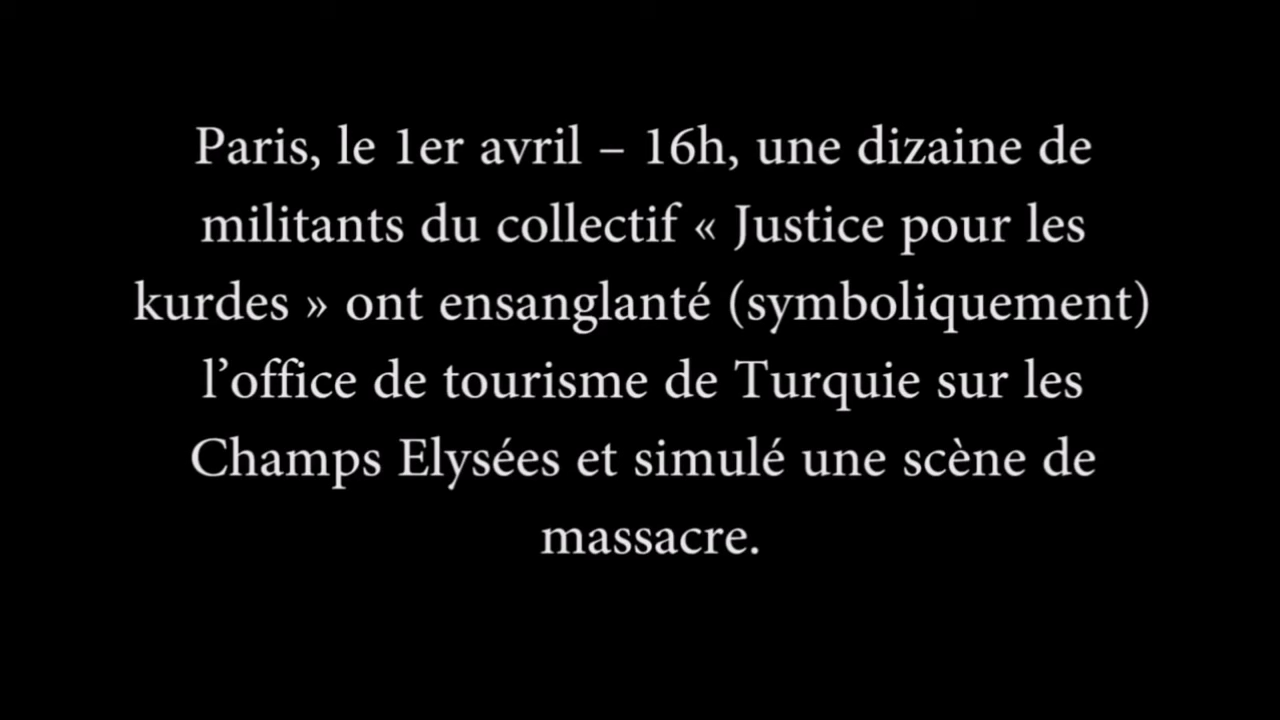 Paris, le 1er avril – 16h, une dizaine de
militants du collectif « Justice pour les
kurdes » ont ensanglanté (symboliquement)
l’office de tourisme de Turquie sur les
Champs Elysées et simulé une scène de
massacre.